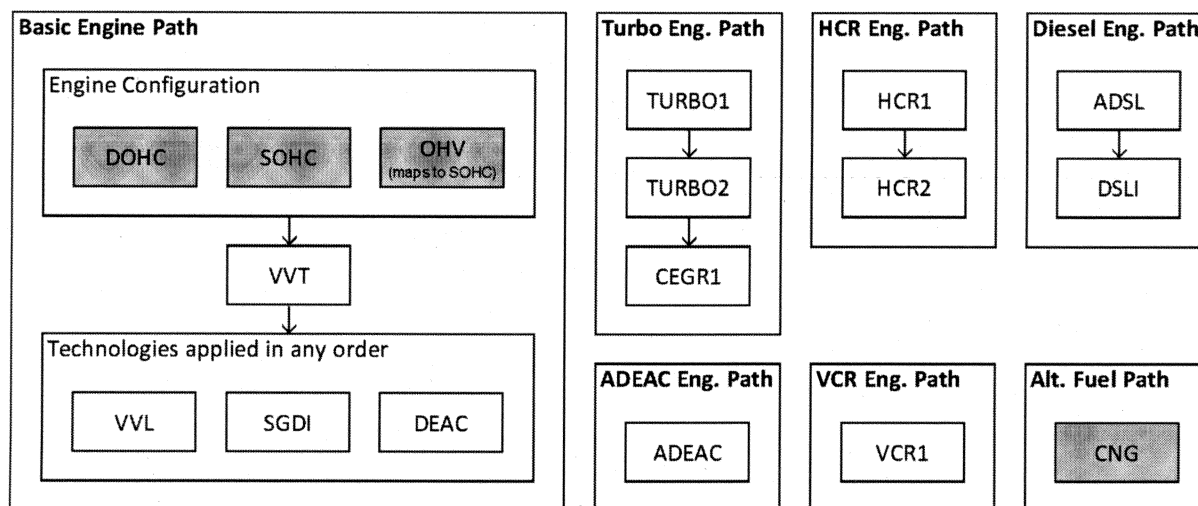 Basic Engine Path
Engine Configuration
DOHC
SOHC
OHV
(maps to SOHC)
VVT
Technologies applied in any order
VVL
SGDI
DEAC
Turbo Eng. Path
TURBO1
TURBO2
CEGR1
HCR Eng. Path
HCR1
HCR2
Diesel Eng. Path
ADSL
DSLI
ADEAC Eng. Path
ADEAC
VCR Eng. Path
VCR1
Alt. Fuel Path
CNG